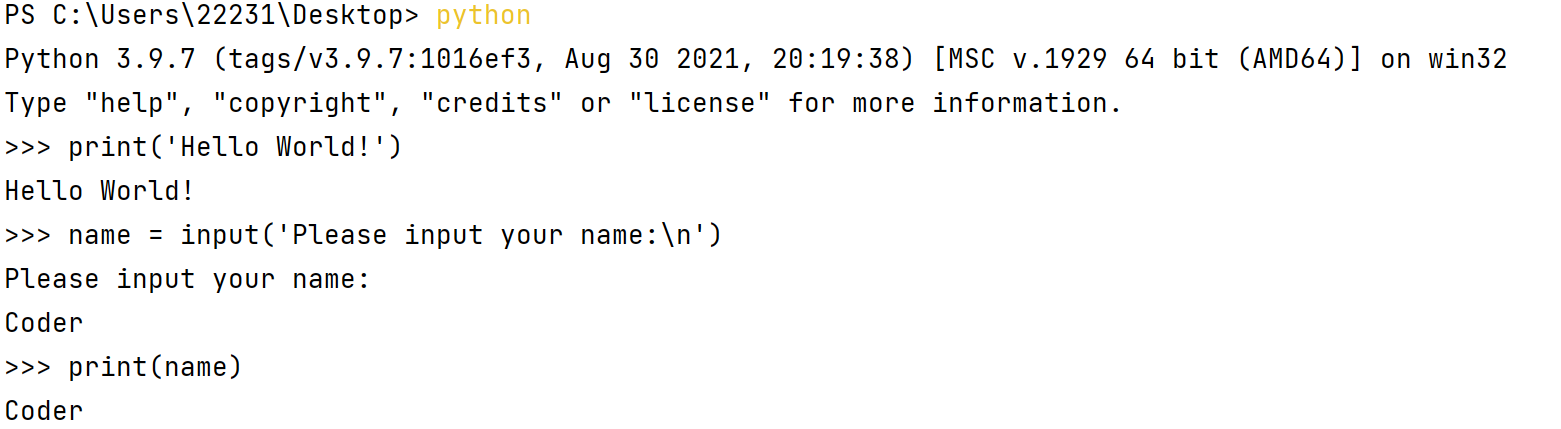 PS C:\Users\22231\Desktop> python
Python 3.9.7 (tags/v3.9.7:1016ef3, Aug 30 2021, 20:19:38) [MSC v.1929 64 bit (AMD64)] on win32
Type "help", "copyright", "credits" or "license" for more information.
>>> print('Hello World!')
Hello World!
>>> name = input('Please input your name:\n')
Please input your name:
Coder
>>> print(name)
Coder